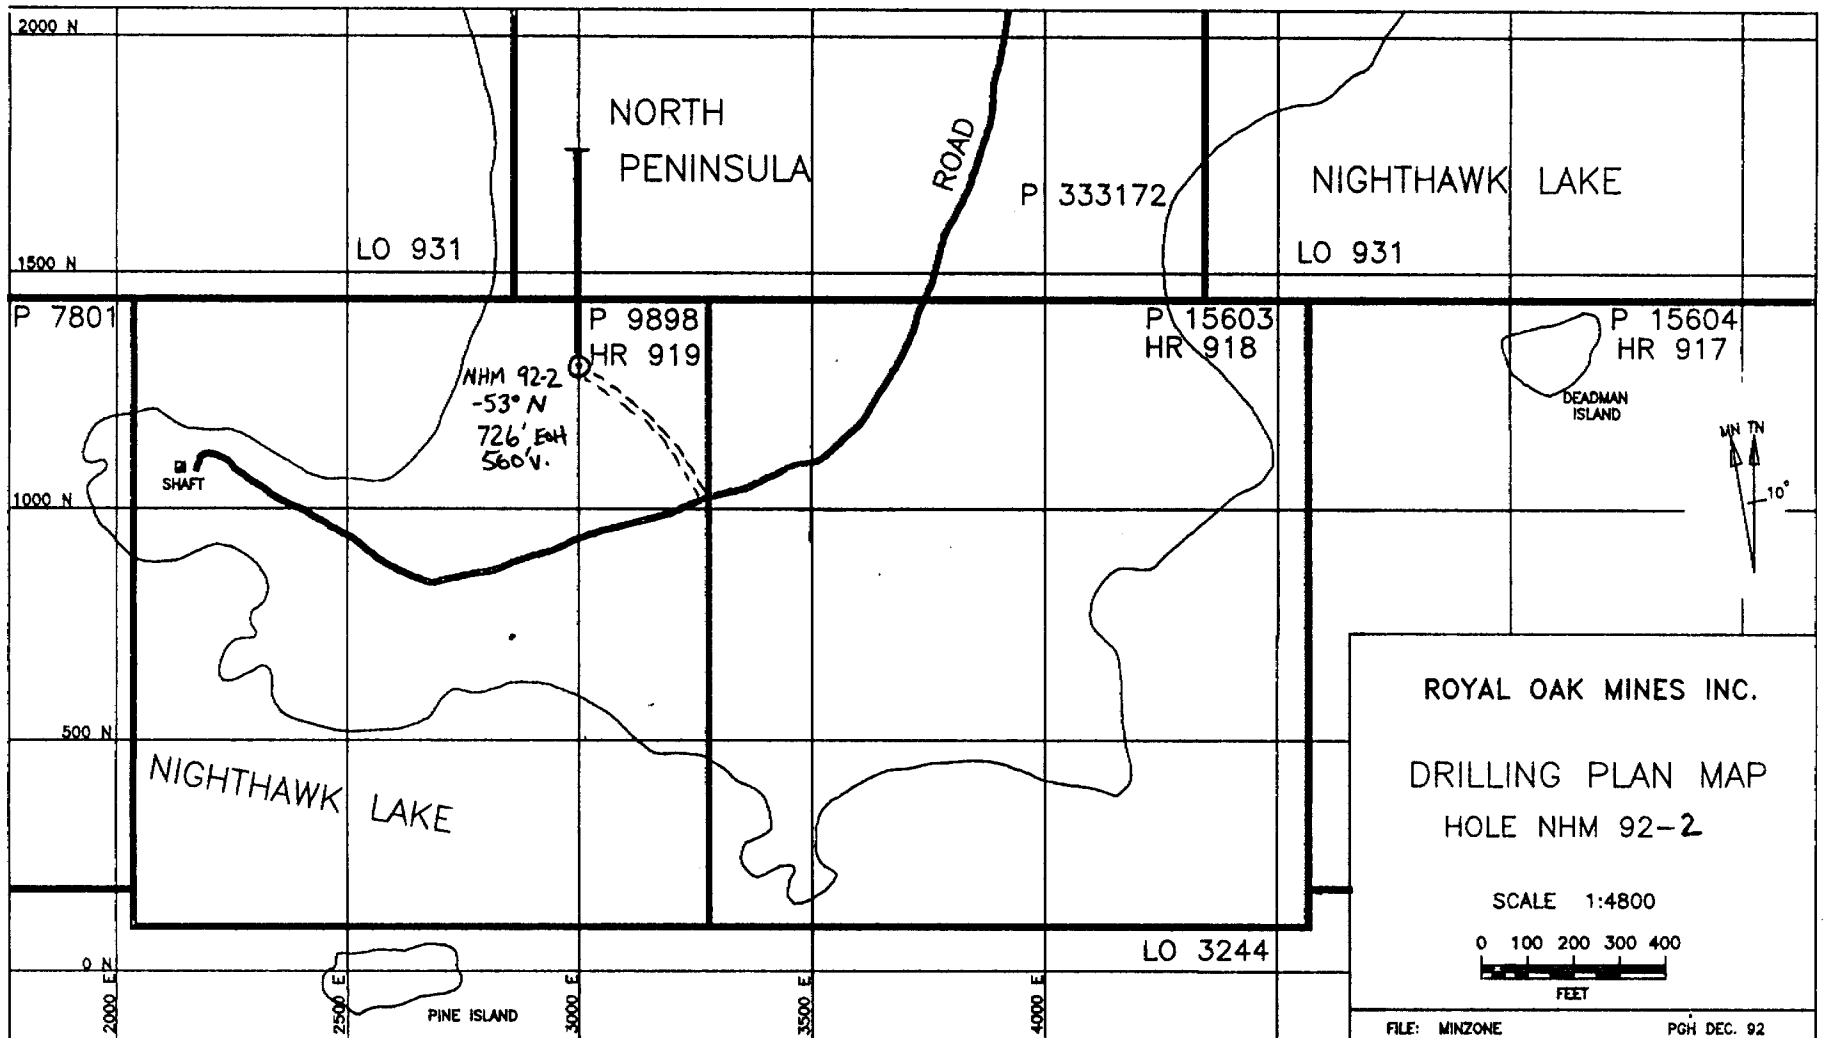 2000 N
NORTH
PENINSULA
ROAD
P 333172
NIGHTHAWK LAKE
LO 931
LO 931
1500 N
P 7801
P 9898
HR 919
P 15603
HR 918
P 15604
HR 917
NHM 92-2
-53° N
726' EOH
560' V.
DEADMAN
ISLAND
MN TN
10°
SHAFT
1000 N
500 N
NIGHTHAWK LAKE
ROYAL OAK MINES INC.
DRILLING PLAN MAP
HOLE NHM 92-2
SCALE 1:4800
0 100 200 300 400
FEET
LO 3244
0 N
2000 E
2500 E
3000 E
3500 E
4000 E
PINE ISLAND
FILE: MINZONE
PGH DEC. 92